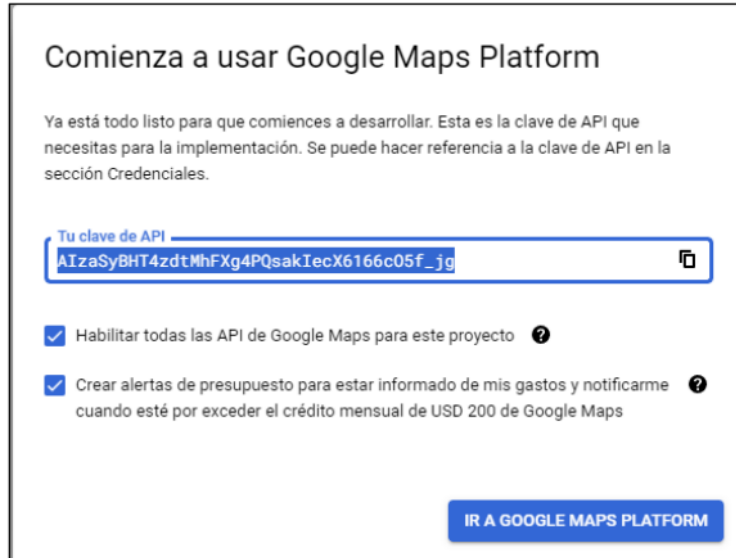 Comienza a usar Google Maps Platform
Ya está todo listo para que comiences a desarrollar. Esta es la clave de API que
necesitas para la implementación. Se puede hacer referencia a la clave de API en la
sección Credenciales.
Tu clave de API
AIzaSyBHT4zdtMhFXg4PQsakIecX6166cO5f_jg
Habilitar todas las API de Google Maps para este proyecto ?
Crear alertas de presupuesto para estar informado de mis gastos y notificarme ?
cuando esté por exceder el crédito mensual de USD 200 de Google Maps
IR A GOOGLE MAPS PLATFORM